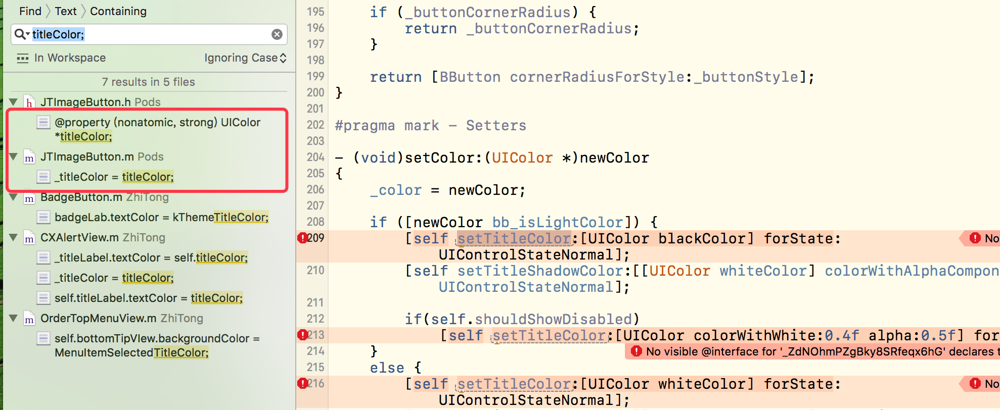 Find 〉Text 〉Containing
titleColor;
In Workspace
Ignoring Case
7 results in 5 files
JTImageButton.h Pods
@property (nonatomic, strong) UIColor
*titleColor;
JTImageButton.m Pods
_titleColor = titleColor;
BadgeButton.m ZhiTong
badgeLab.textColor = kThemeTitleColor;
CXAlertView.m ZhiTong
_titleLabel.textColor = self.titleColor;
_titleColor = titleColor;
self.titleLabel.textColor = titleColor;
OrderTopMenuView.m ZhiTong
self.bottomTipVIew.backgroundColor =
MenuItemSelectedTitleColor;
195 if (_buttonCornerRadius) {
196 return _buttonCornerRadius;
197 }
198
199 return [BButton cornerRadiusForStyle:_buttonStyle];
200 }
201
202 #pragma mark - Setters
203
204 - (void)setColor:(UIColor *)newColor
205 {
206 _color = newColor;
207
208 if ([newColor bb_isLightColor]) {
209 [self setTitleColor:[UIColor blackColor] forState: No
UIControlStateNormal];
210 [self setTitleShadowColor:[[UIColor whiteColor] colorWithAlphaCompon
UIControlStateNormal];
211
212 if(self.shouldShowDisabled)
213 [self setTitleColor:[UIColor colorWithWhite:0.4f alpha:0.5f] for
214 } No visible @interface for '_ZdNOhmPZgBky8SRfeqx6hG' declares t
215 else {
216 [self setTitleColor:[UIColor whiteColor] forState: No
UIControlStateNormal];